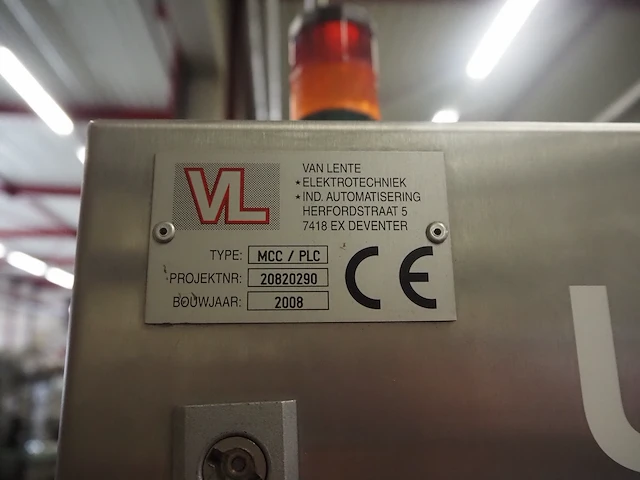 VL
VAN LENTE
★ELEKTROTECHNIEK
★IND. AUTOMATISERING
HERFORDSTRAAT 5
7418 EX DEVENTER
TYPE: MCC / PLC
PROJEKTNR: 20820290
BOUWJAAR: 2008
CE